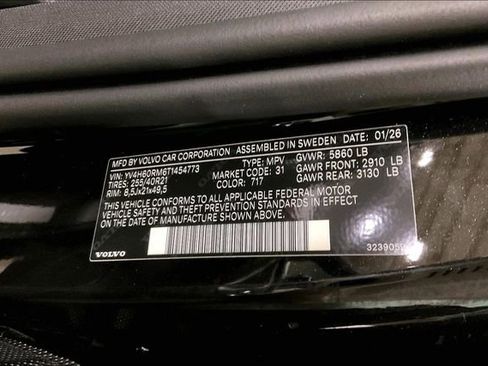 MFD BY VOLVO CAR CORPORATION ASSEMBLED IN SWEDEN DATE: 01/26
VIN: YV4H60RM6T1454773 TYPE: MPV GVWR: 5860 LB
TIRES: 255/40R21 MARKET CODE: 31 GAWR FRONT: 2910 LB
RIM: 8,5Jx21x49,5 COLOR: 717 GAWR REAR: 3130 LB
THIS VEHICLE CONFORMS TO ALL APPLICABLE FEDERAL MOTOR
VEHICLE SAFETY AND THEFT PREVENTION STANDARDS IN EFFECT ON
THE DATE OF MANUFACTURE SHOWN ABOVE.
VOLVO